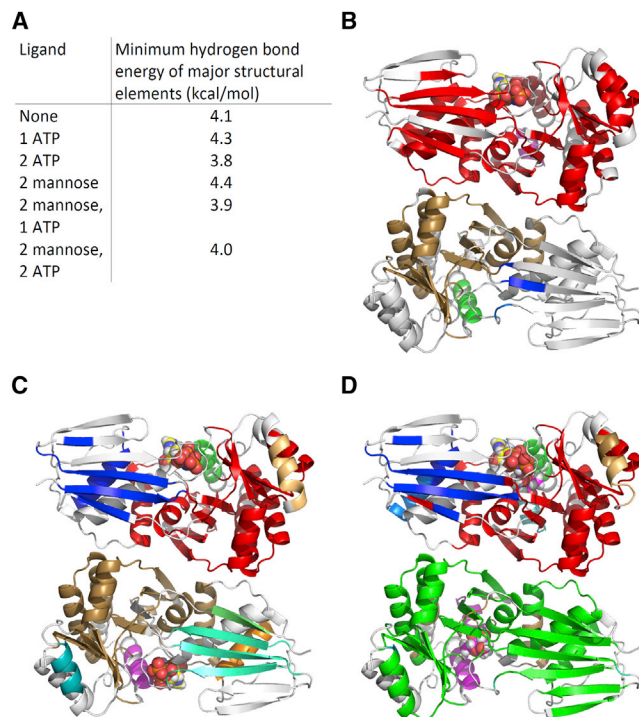 A
Ligand
Minimum hydrogen bond
energy of major structural
elements (kcal/mol)
None 4.1
1 ATP 4.3
2 ATP 3.8
2 mannose 4.4
2 mannose, 3.9
1 ATP
2 mannose, 4.0
2 ATP
B
C
D